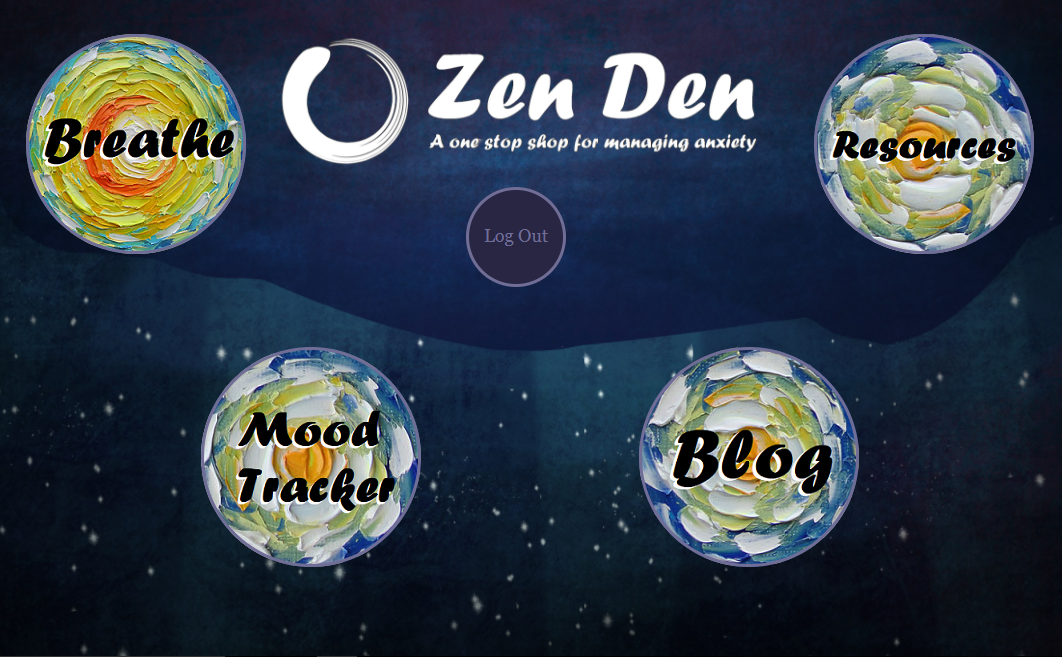 Breathe
Zen Den
A one stop shop for managing anxiety
Resources
Log Out
Mood
Tracker
Blog